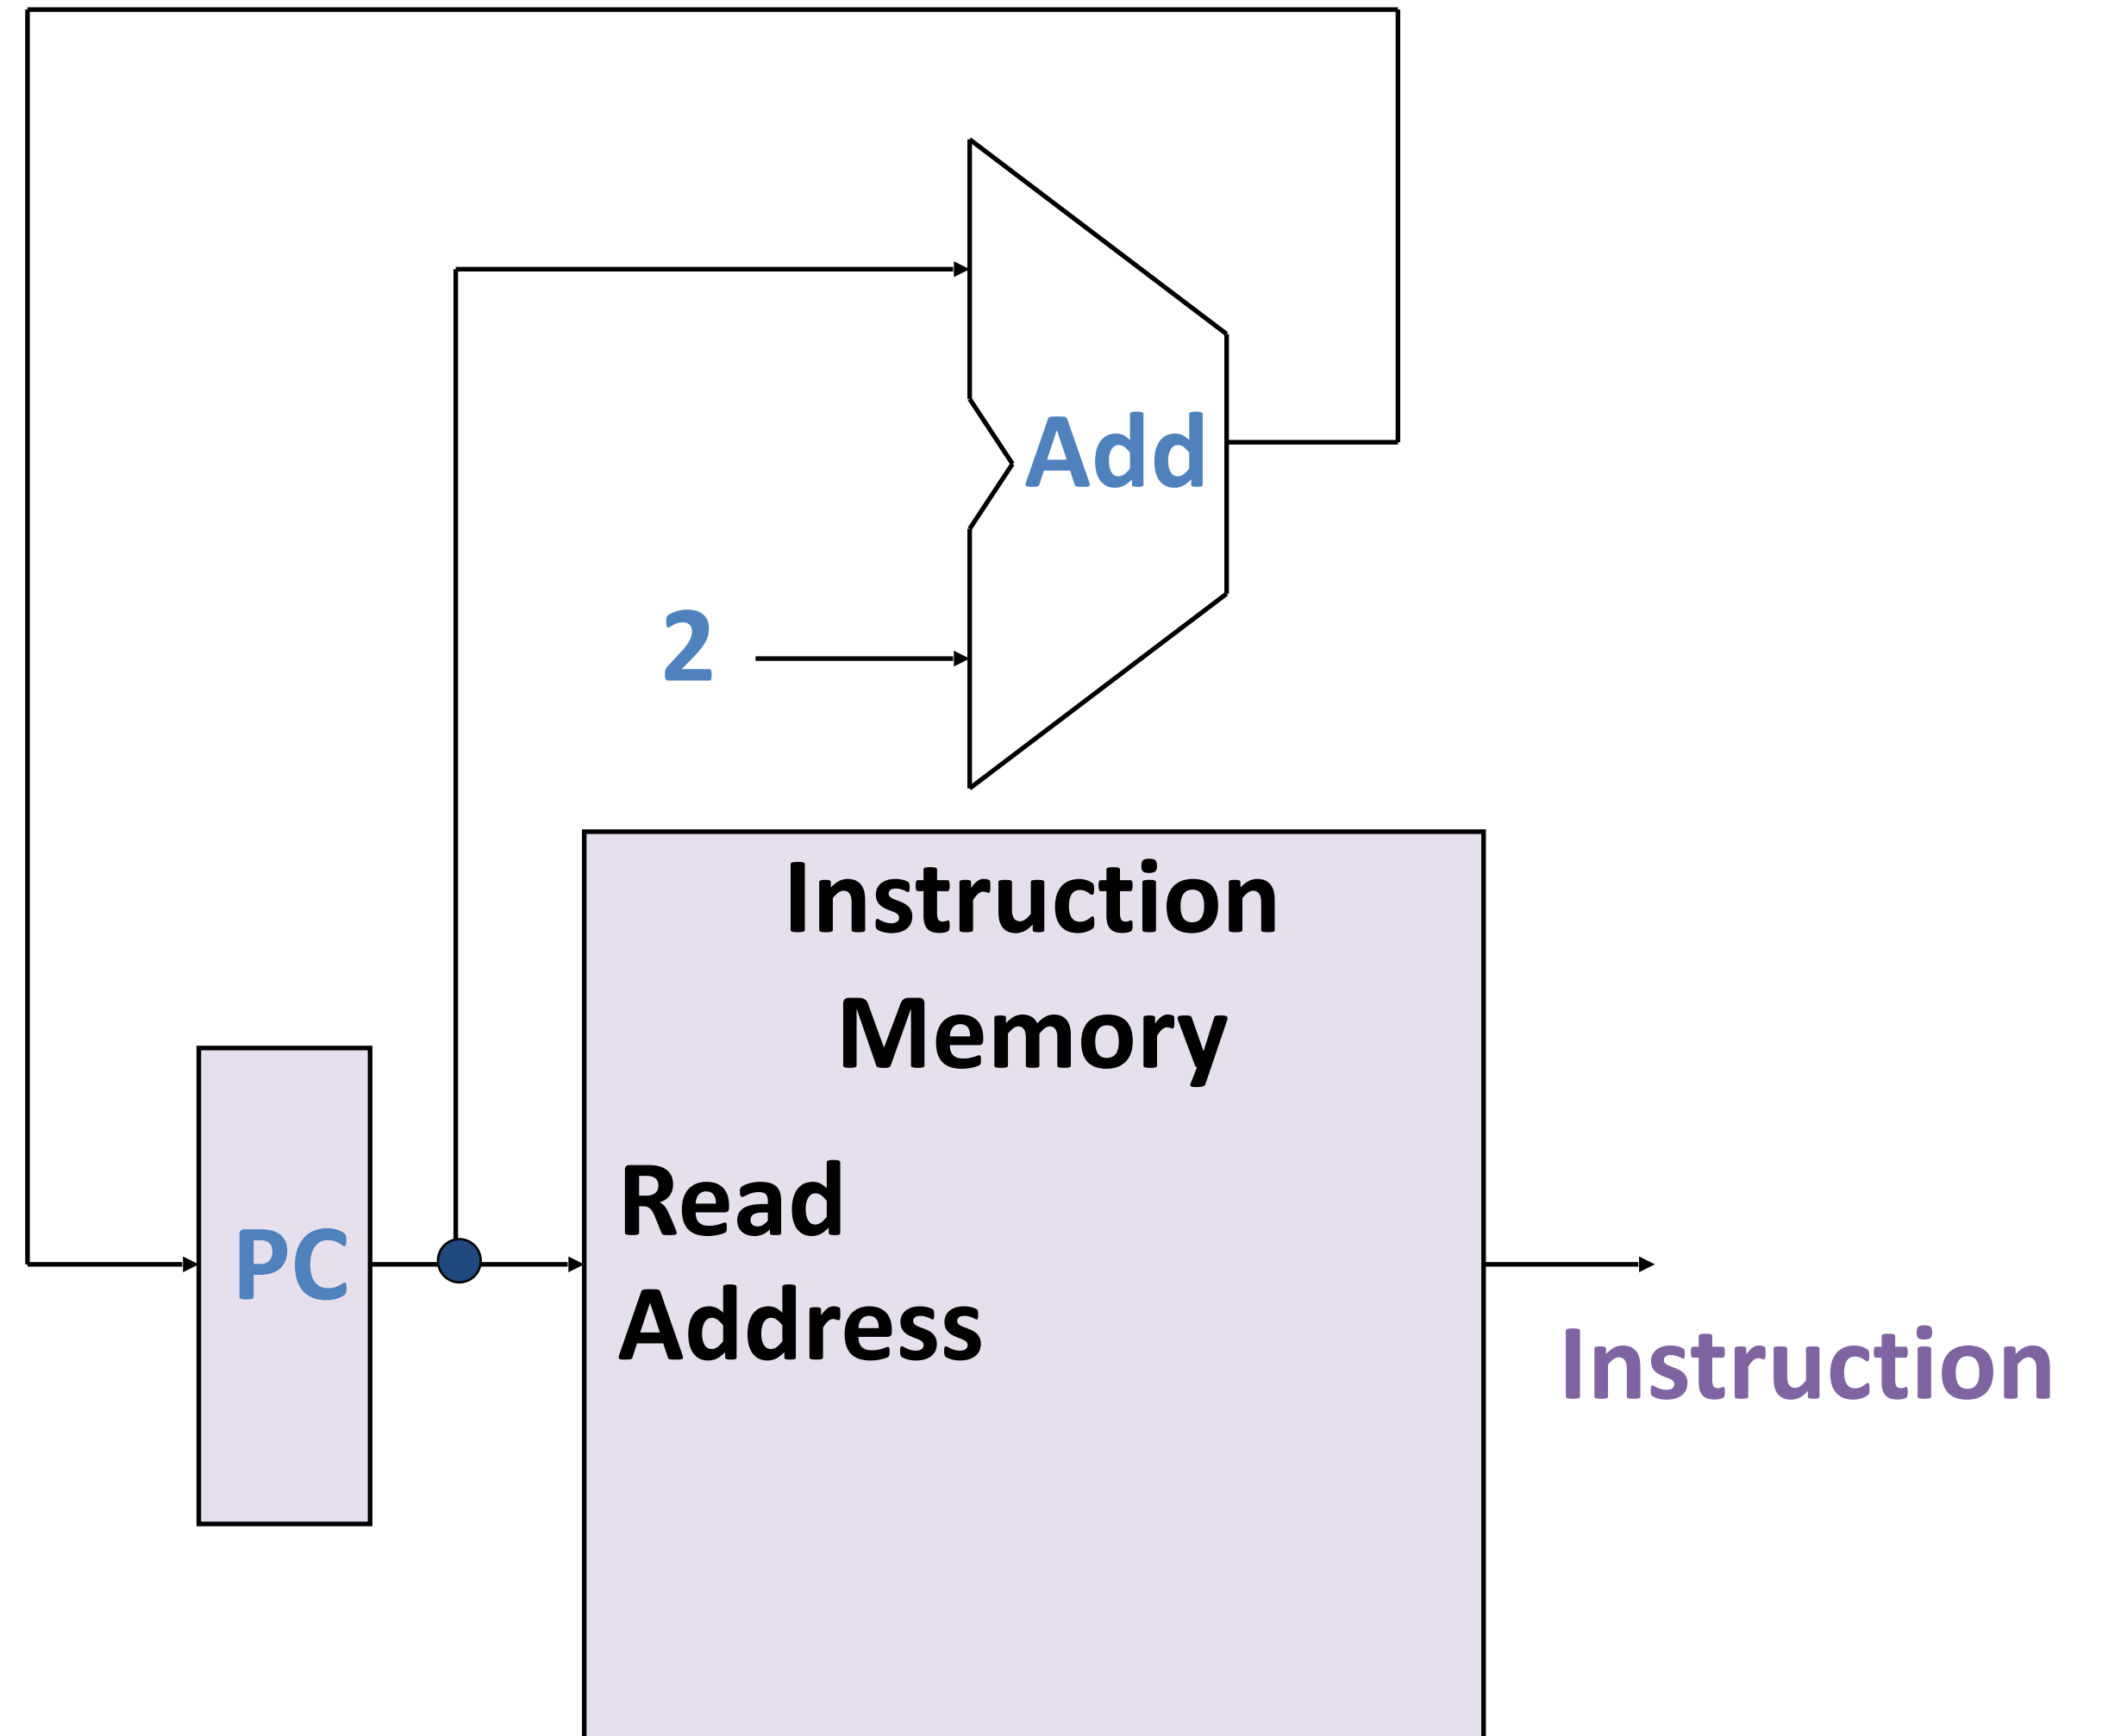 Add
2
Instruction
Memory
Read
Address
PC
Instruction